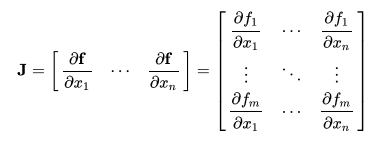 J = [ ∂f/∂x₁ ⋯ ∂f/∂xₙ ] = [ ∂f₁/∂x₁ ⋯ ∂f₁/∂xₙ
⋮ ⋱ ⋮
∂fₘ/∂x₁ ⋯ ∂fₘ/∂xₙ ]